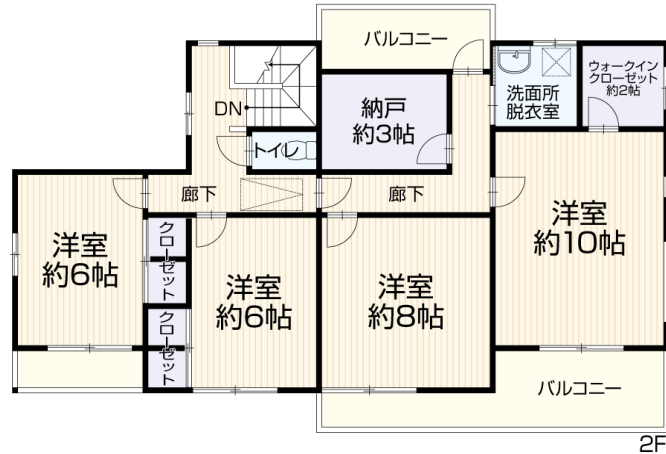 バルコニー
DN
トイレ
納戸
約3帖
洗面所
脱衣室
ウォークイン
クローゼット
約2帖
廊下
廊下
洋室
約6帖
クロー
ゼット
クロー
ゼット
洋室
約6帖
洋室
約8帖
洋室
約10帖
バルコニー
2F